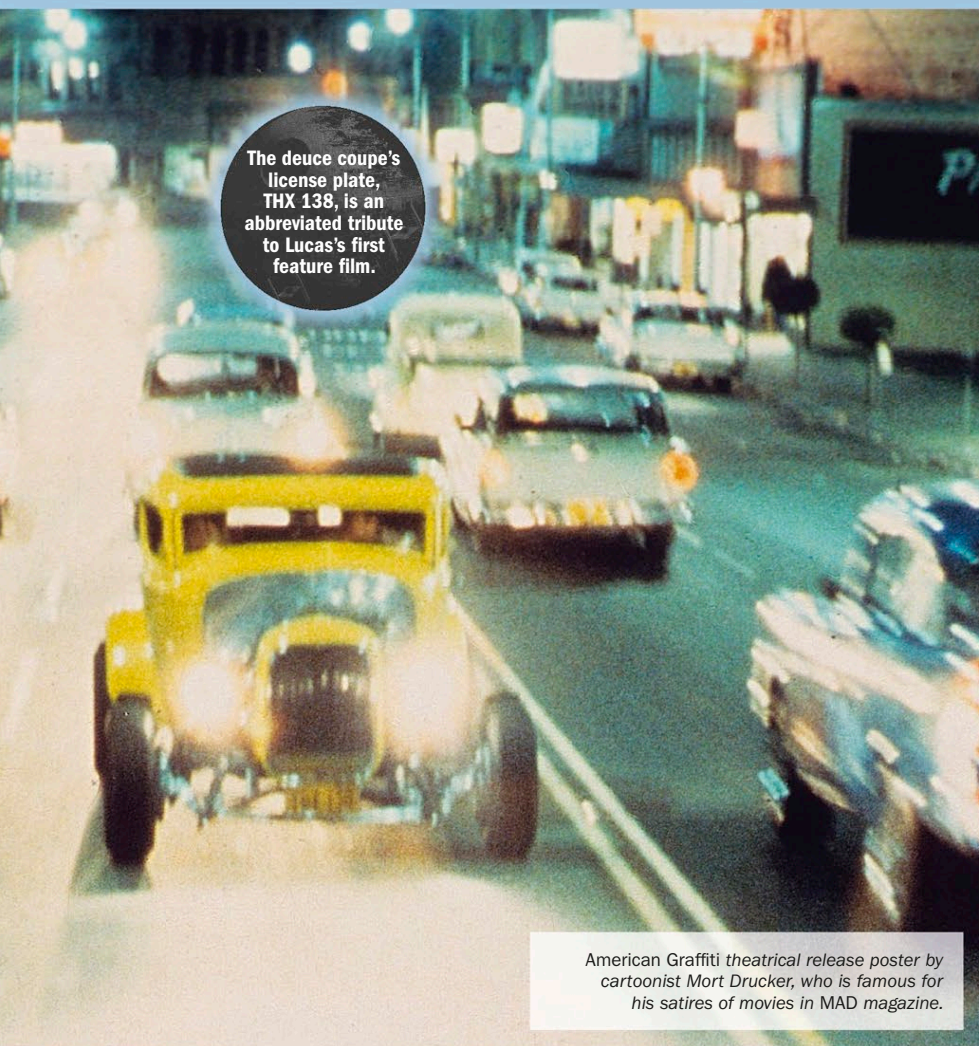 The deuce coupe's
license plate,
THX 138, is an
abbreviated tribute
to Lucas's first
feature film.
American Graffiti theatrical release poster by
cartoonist Mort Drucker, who is famous for
his satires of movies in MAD magazine.